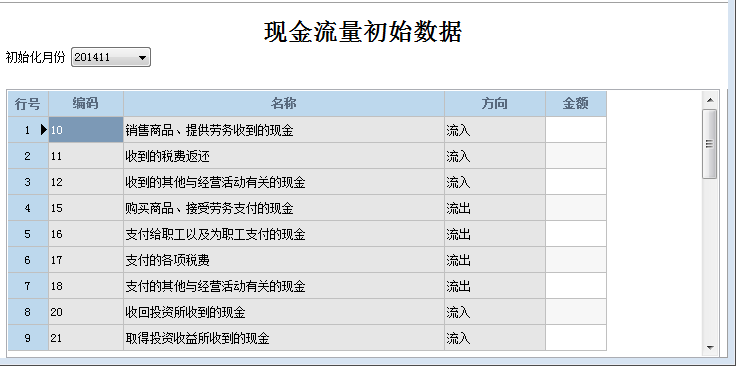 现金流量初始数据
初始化月份 201411
行号 编码 名称 方向 金额
1 10 销售商品、提供劳务收到的现金 流入
2 11 收到的税费返还 流入
3 12 收到的其他与经营活动有关的现金 流入
4 15 购买商品、接受劳务支付的现金 流出
5 16 支付给职工以及为职工支付的现金 流出
6 17 支付的各项税费 流出
7 18 支付的其他与经营活动有关的现金 流出
8 20 收回投资所收到的现金 流入
9 21 取得投资收益所收到的现金 流入